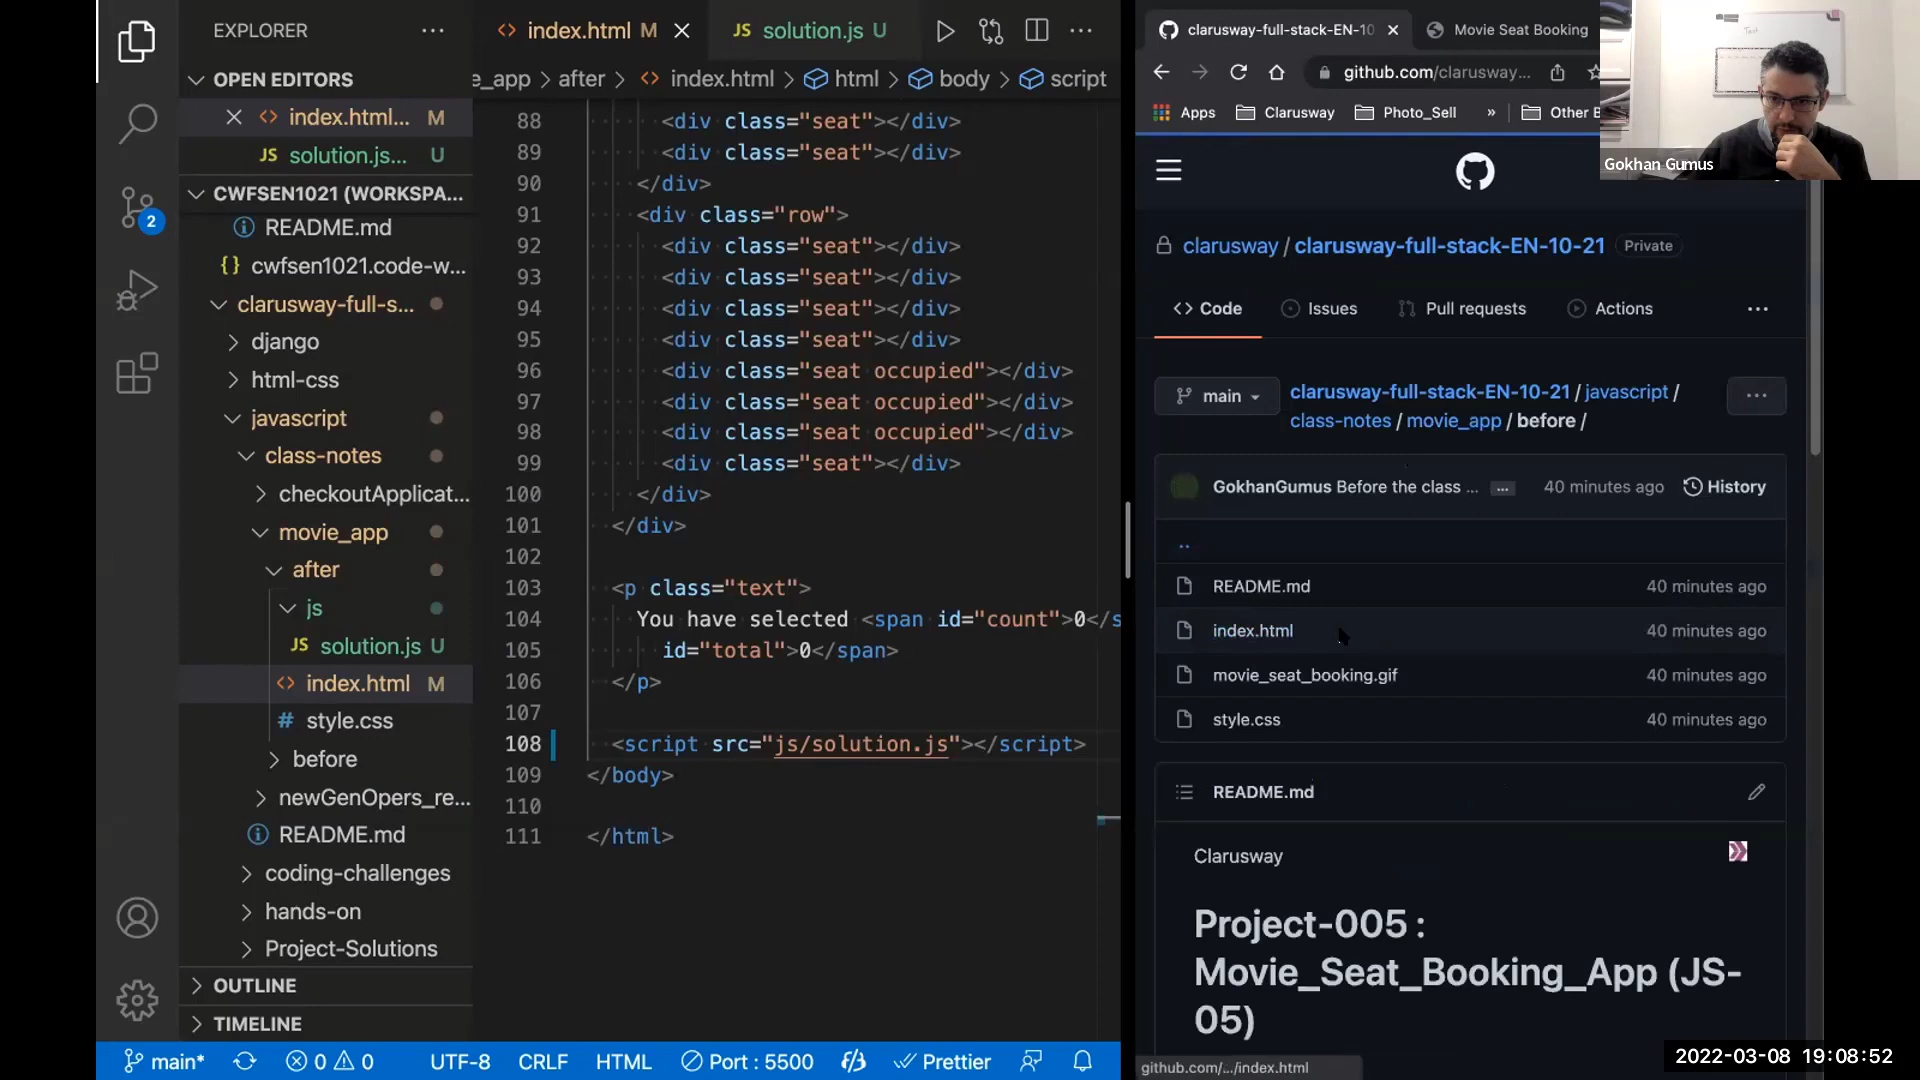 EXPLORER
OPEN EDITORS
index.html... M
JS solution.js... U
CWFSEN1021 (WORKSPA...
README.md
{} cwfsen1021.code-w...
clarusway-full-s...
django
html-css
javascript
class-notes
checkoutApplicat...
movie_app
after
js
JS solution.js U
<> index.html M
# style.css
before
newGenOpers_re...
README.md
coding-challenges
hands-on
Project-Solutions
OUTLINE
TIMELINE
2
<> index.html M
JS solution.js U
e_app > after > <> index.html > html > body > script
88 <div class="seat"></div>
89 <div class="seat"></div>
90 </div>
91 <div class="row">
92 <div class="seat"></div>
93 <div class="seat"></div>
94 <div class="seat"></div>
95 <div class="seat"></div>
96 <div class="seat occupied"></div>
97 <div class="seat occupied"></div>
98 <div class="seat occupied"></div>
99 <div class="seat"></div>
100 </div>
101 </div>
102
103 <p class="text">
104 You have selected <span id="count">0</s
105 id="total">0</span>
106 </p>
107
108 <script src="js/solution.js"></script>
109 </body>
110
111 </html>
main* 0 0 UTF-8 CRLF HTML Port : 5500 Prettier
clarusway-full-stack-EN-10
Movie Seat Booking
github.com/clarusway...
Apps Clarusway Photo_Sell » Other B
Gokhan Gumus
clarusway / clarusway-full-stack-EN-10-21 Private
<> Code Issues Pull requests Actions ...
main
clarusway-full-stack-EN-10-21 / javascript /
class-notes / movie_app / before /
GokhanGumus Before the class ... ... 40 minutes ago History
..
README.md 40 minutes ago
index.html 40 minutes ago
movie_seat_booking.gif 40 minutes ago
style.css 40 minutes ago
README.md
Clarusway
Project-005 :
Movie_Seat_Booking_App (JS-
05)
github.com/.../index.html
2022-03-08 19:08:52